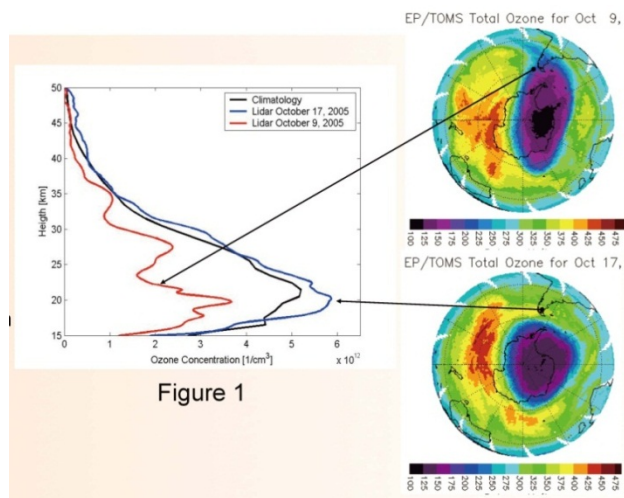 EP/TOMS Total Ozone for Oct 9,
50
45
40
35
30
25
20
15
Heigth [km]
Climatology
Lidar October 17, 2005
Lidar October 9, 2005
0 1 2 3 4 5 6
x 10¹²
Ozone Concentration [1/cm³]
Figure 1
100 125 150 175 200 225 250 275 300 325 350 375 400 425 450 475
EP/TOMS Total Ozone for Oct 17,
100 125 150 175 200 225 250 275 300 325 350 375 400 425 450 475